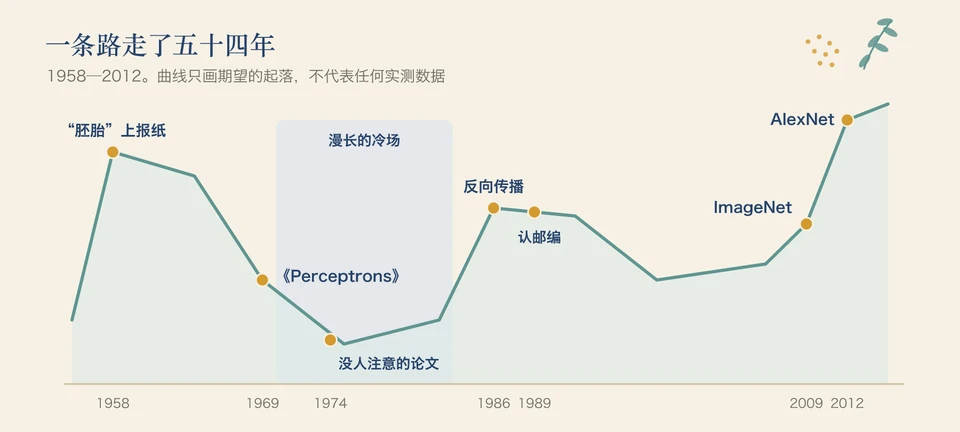 一条路走了五十四年
1958—2012。曲线只画期望的起落，不代表任何实测数据
“胚胎”上报纸
漫长的冷场
AlexNet
反向传播
ImageNet
认邮编
《Perceptrons》
没人注意的论文
1958 1969 1974 1986 1989 2009 2012